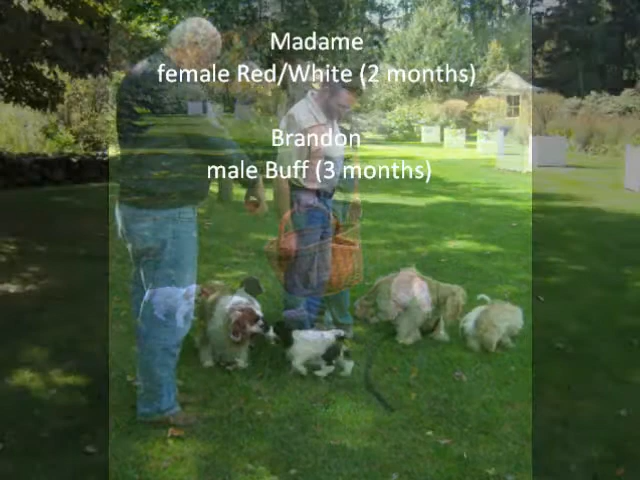 Madame
female Red/White (2 months)
Brandon
male Buff (3 months)